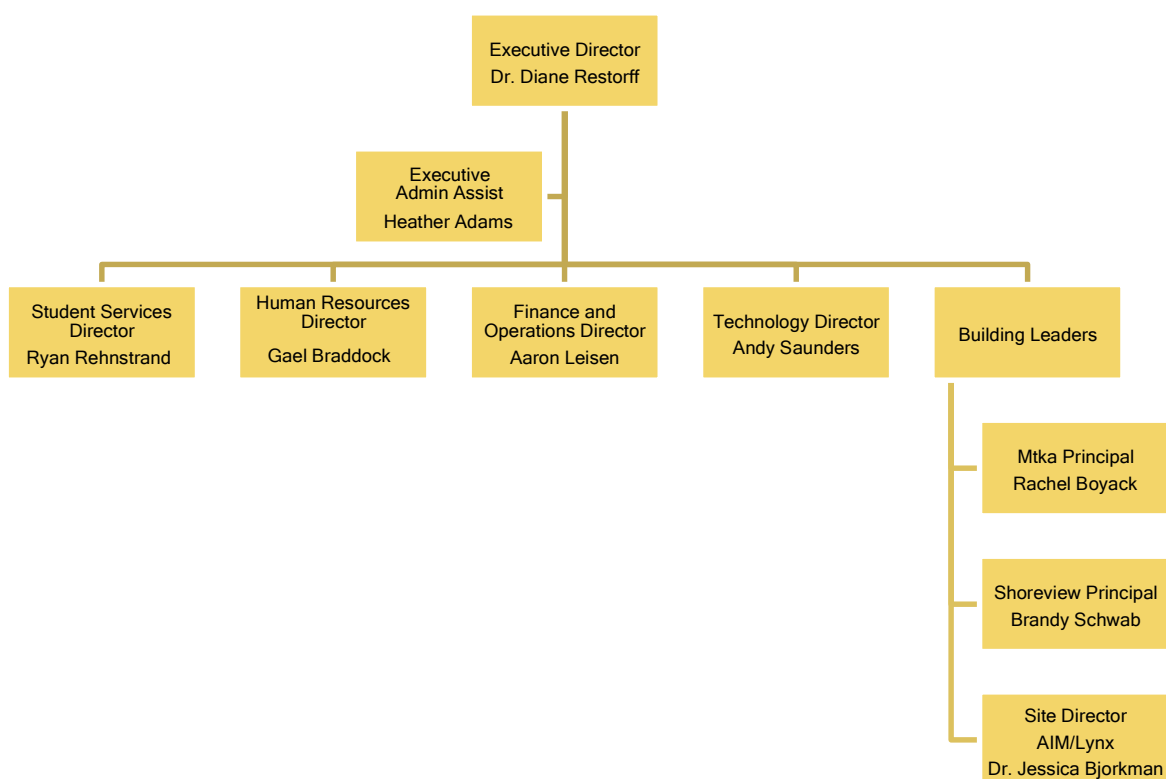 Executive Director
Dr. Diane Restorff
Executive
Admin Assist
Heather Adams
Student Services
Director
Ryan Rehnstrand
Human Resources
Director
Gael Braddock
Finance and
Operations Director
Aaron Leisen
Technology Director
Andy Saunders
Building Leaders
Mtka Principal
Rachel Boyack
Shoreview Principal
Brandy Schwab
Site Director
AIM/Lynx
Dr. Jessica Bjorkman